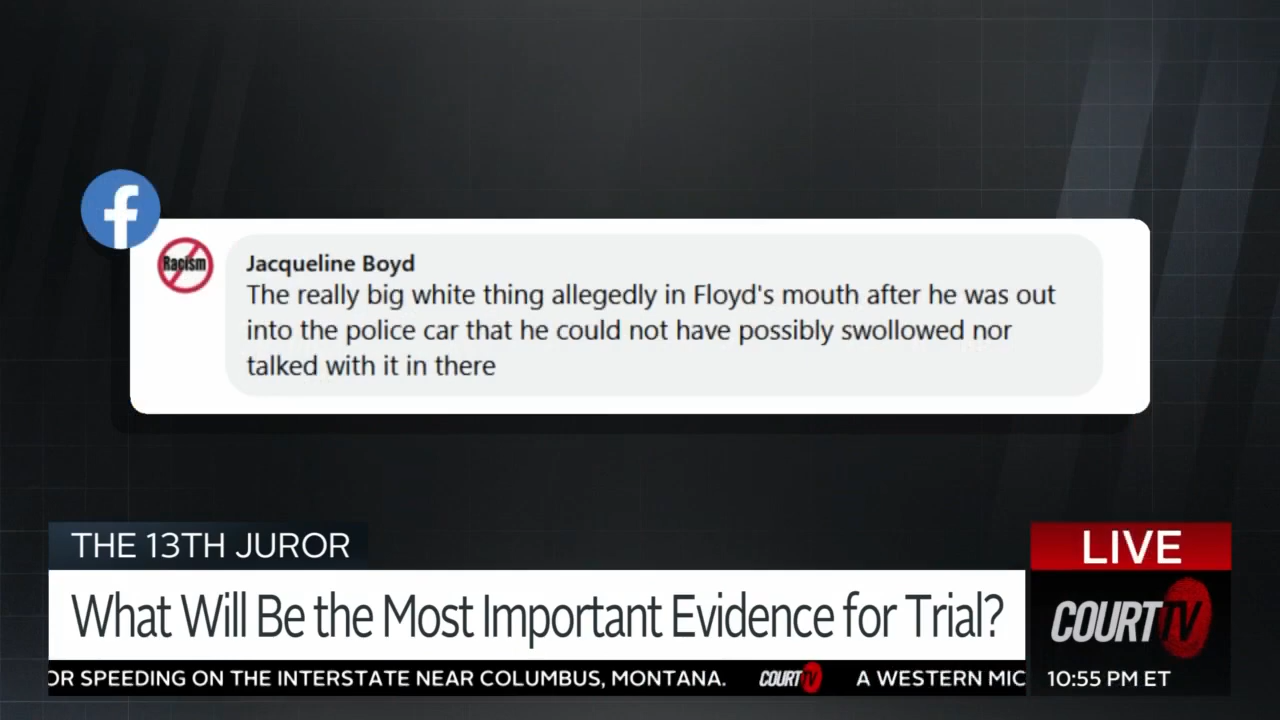 f
Racism
Jacqueline Boyd
The really big white thing allegedly in Floyd's mouth after he was out
into the police car that he could not have possibly swollowed nor
talked with it in there
THE 13TH JUROR
LIVE
What Will Be the Most Important Evidence for Trial?
COURT TV
OR SPEEDING ON THE INTERSTATE NEAR COLUMBUS, MONTANA. COURT TV A WESTERN MIC
10:55 PM ET